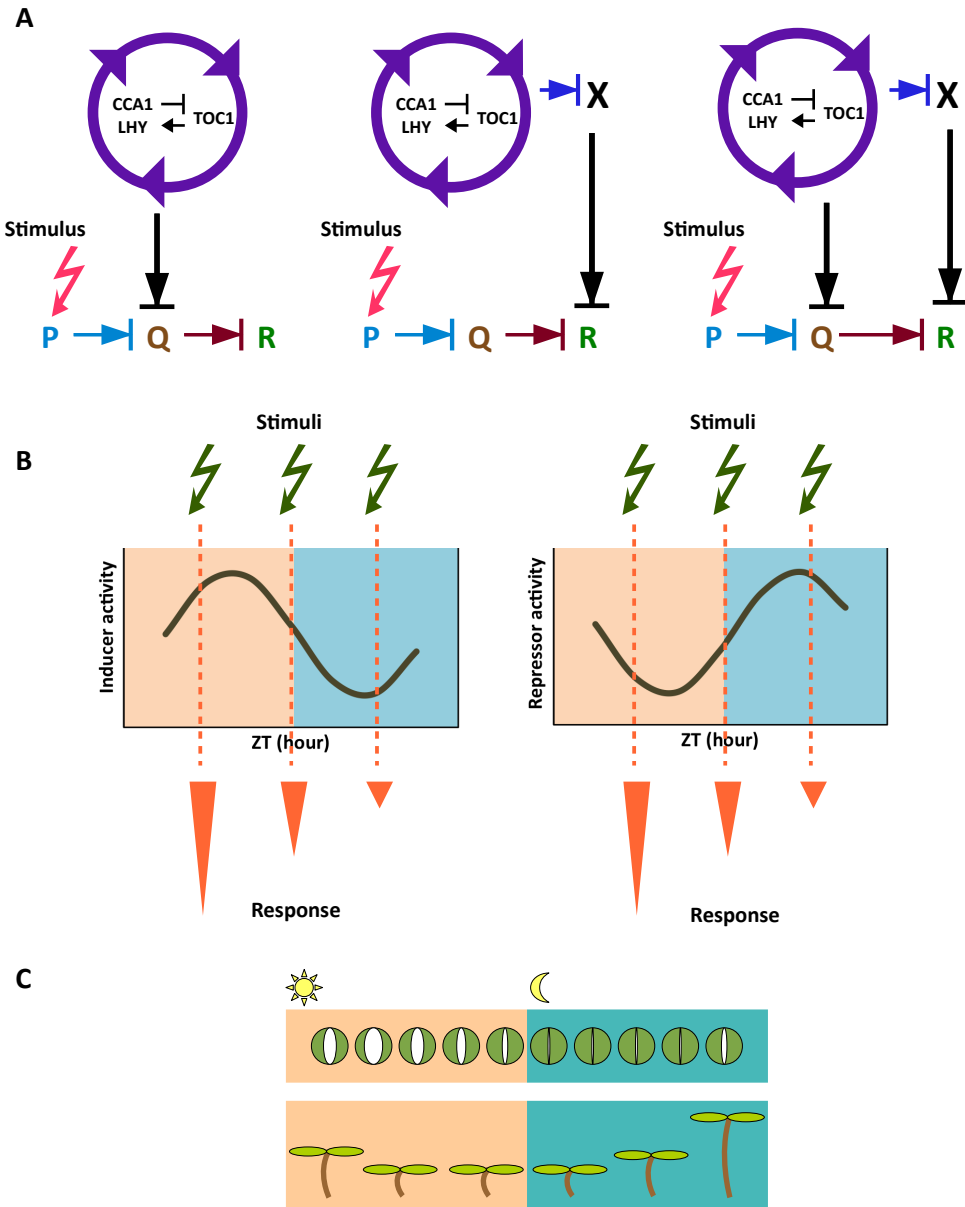 A
CCA1
LHY
TOC1
Stimulus
P
Q
R
CCA1
LHY
TOC1
X
Stimulus
P
Q
R
CCA1
LHY
TOC1
X
Stimulus
P
Q
R
B
Stimuli
Inducer activity
ZT (hour)
Response
Stimuli
Repressor activity
ZT (hour)
Response
C